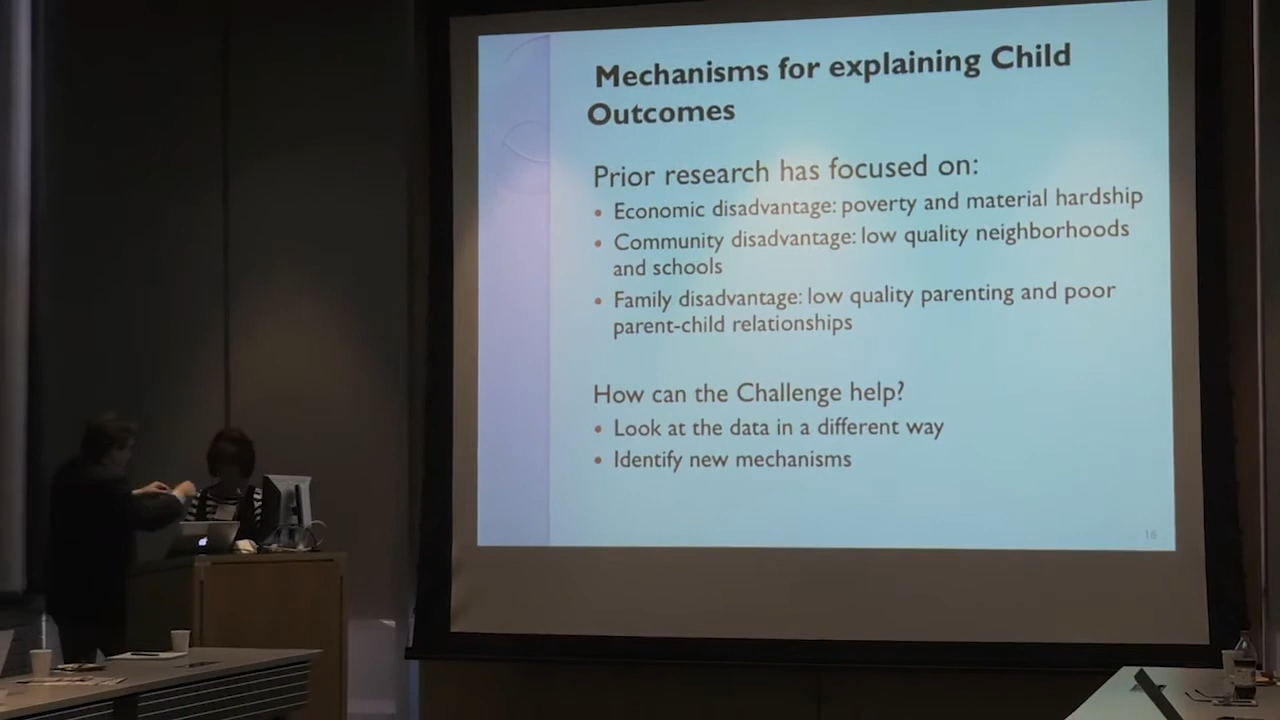 Mechanisms for explaining Child
Outcomes
Prior research has focused on:
• Economic disadvantage: poverty and material hardship
• Community disadvantage: low quality neighborhoods
and schools
• Family disadvantage: low quality parenting and poor
parent-child relationships
How can the Challenge help?
• Look at the data in a different way
• Identify new mechanisms